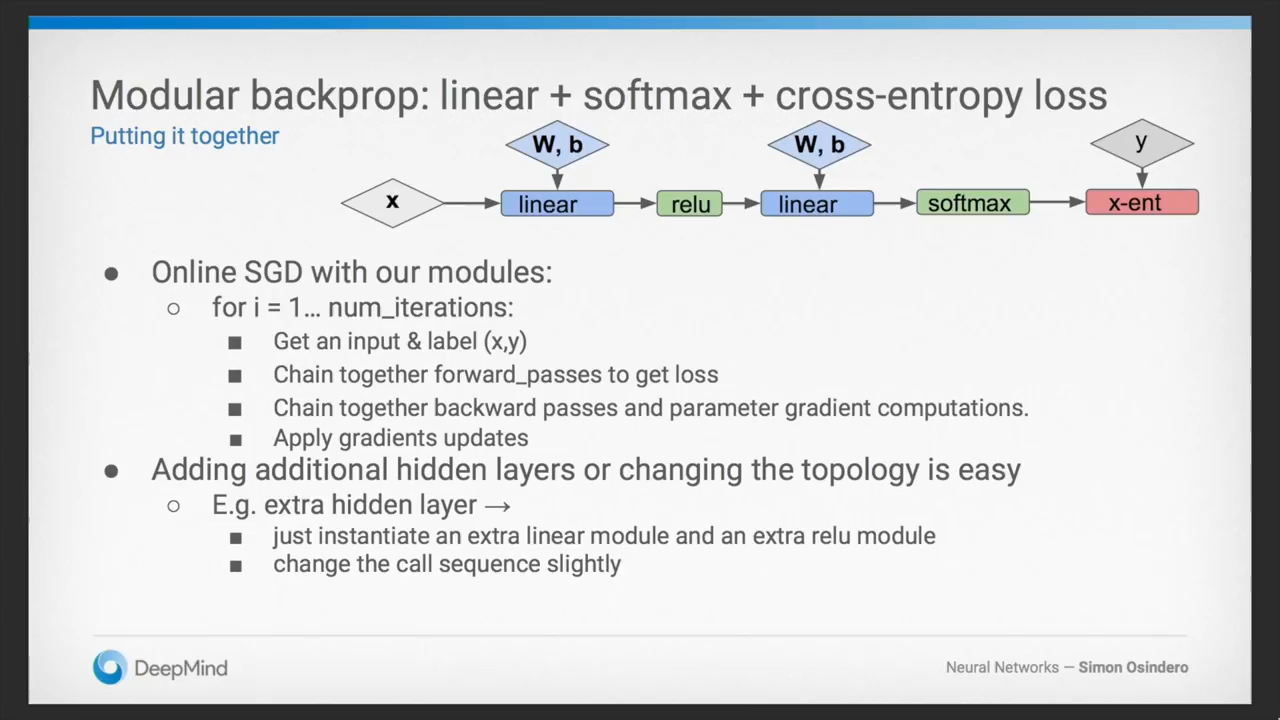 Modular backprop: linear + softmax + cross-entropy loss
Putting it together
W, b
W, b
y
x
linear
relu
linear
softmax
x-ent
● Online SGD with our modules:
○ for i = 1… num_iterations:
■ Get an input & label (x,y)
■ Chain together forward_passes to get loss
■ Chain together backward passes and parameter gradient computations.
■ Apply gradients updates
● Adding additional hidden layers or changing the topology is easy
○ E.g. extra hidden layer →
■ just instantiate an extra linear module and an extra relu module
■ change the call sequence slightly
DeepMind
Neural Networks — Simon Osindero